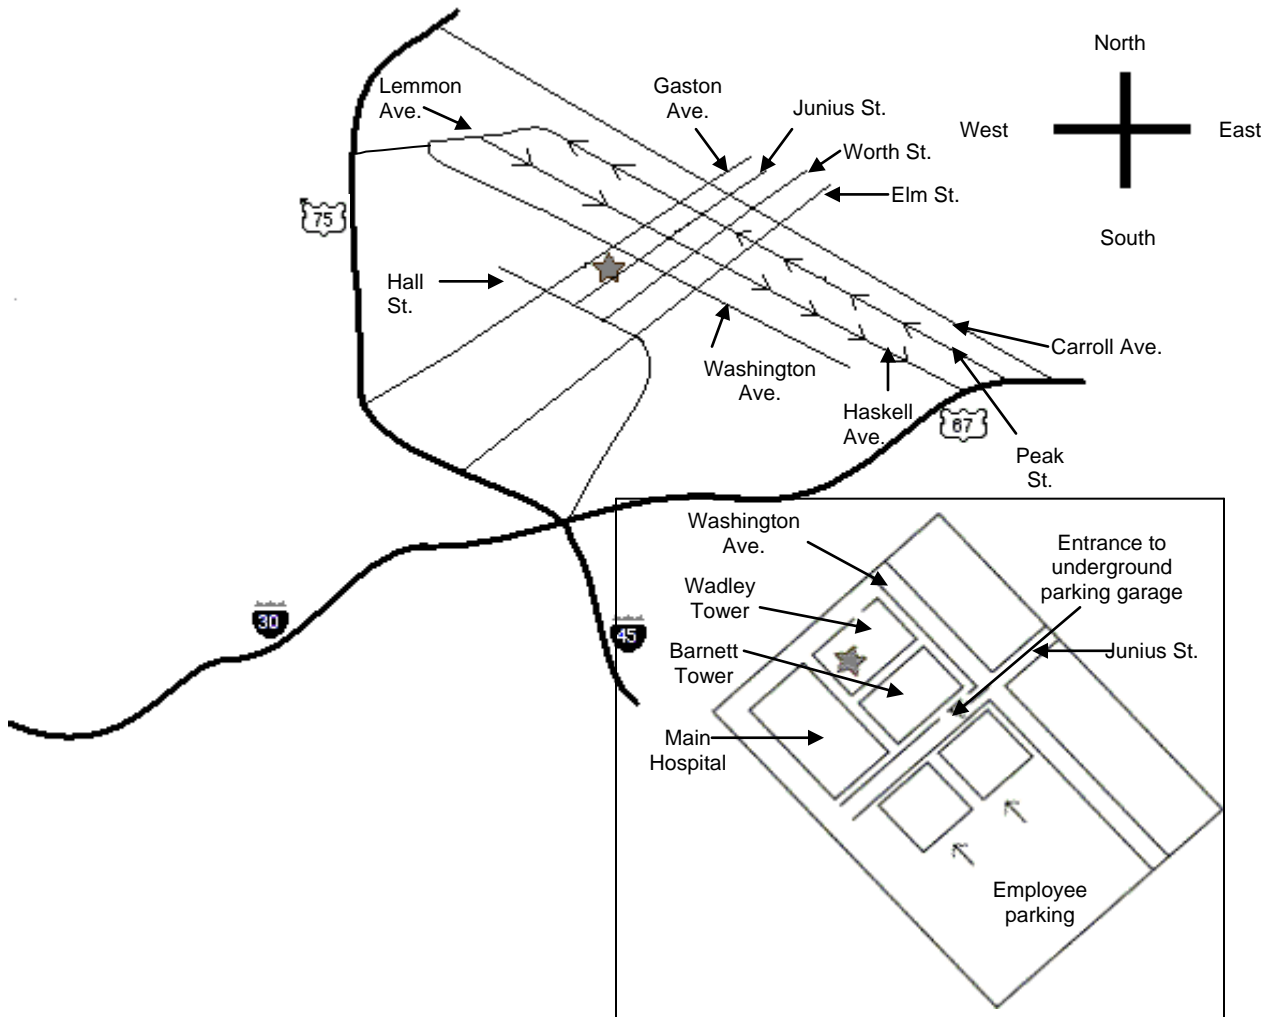 North
West
East
South
Lemmon
Ave.
Gaston
Ave.
Junius St.
Worth St.
Elm St.
75
Hall
St.
Washington
Ave.
Carroll Ave.
Haskell
Ave.
67
Peak
St.
30
45
Washington
Ave.
Wadley
Tower
Barnett
Tower
Main
Hospital
Entrance to
underground
parking garage
Junius St.
Employee
parking